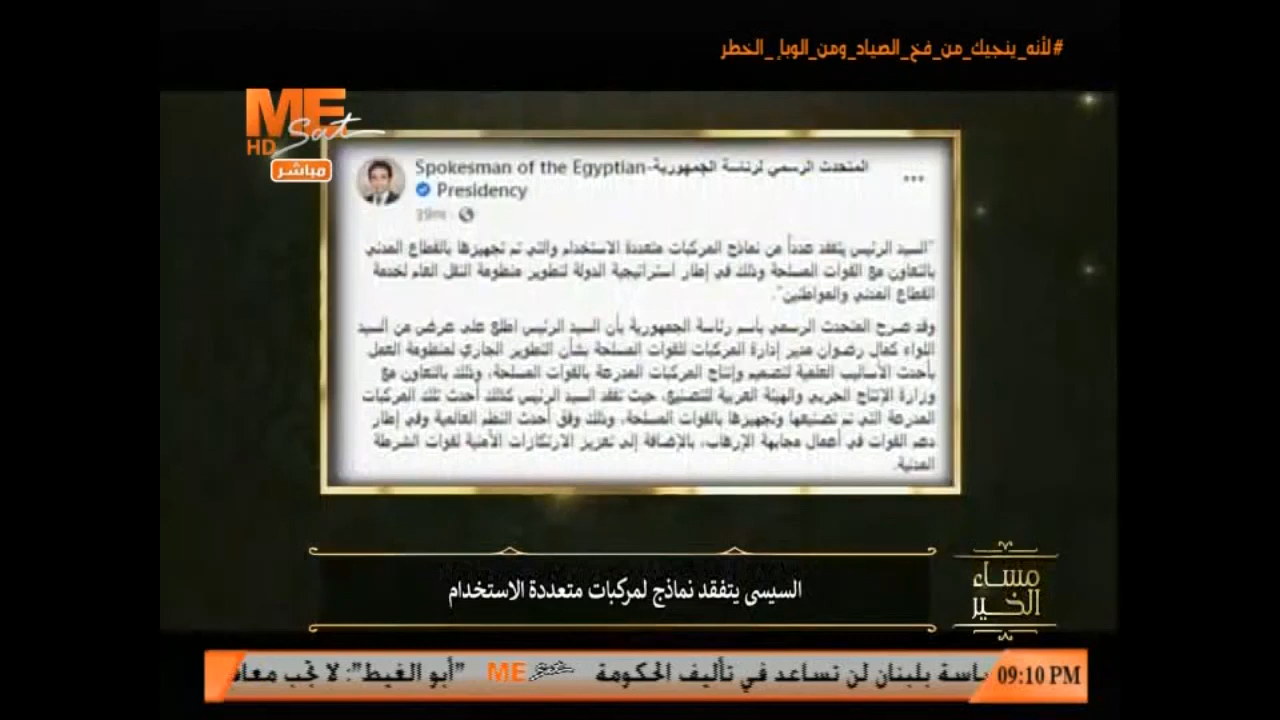 #لأنه_ينجيك_من_فخ_الصياد_ومن_الوبإ_الخطر
ME
Sat
HD
مباشر
Spokesman of the Egyptian-المتحدث الرسمي لرئاسة الجمهورية
Presidency
39m
"السيد الرئيس يتفقد عدداً من نماذج المركبات متعددة الاستخدام والتي تم تجهيزها بالقطاع المدني
بالتعاون مع القوات المسلحة وذلك في إطار استراتيجية الدولة لتطوير منظومة النقل العام لخدمة
القطاع المدني والمواطنين".
وقد صرح المتحدث الرسمي باسم رئاسة الجمهورية بأن السيد الرئيس اطلع على عرض من السيد
اللواء كمال رضوان مدير إدارة المركبات للقوات المسلحة بشأن التطوير الجاري لمنظومة العمل
بأحدث الأساليب العلمية لتصميم وإنتاج المركبات المدرعة بالقوات المسلحة، وذلك بالتعاون مع
وزارة الإنتاج الحربي والهيئة العربية للتصنيع، حيث تفقد السيد الرئيس كذلك أحدث تلك المركبات
المدرعة التي تم تصنيعها وتجهيزها بالقوات المسلحة، وذلك وفق أحدث النظم العالمية وفي إطار
دعم القوات في أعمال مجابهة الإرهاب، بالإضافة إلى تعزيز الارتكازات الأمنية لقوات الشرطة
المدنية.
السيسى يتفقد نماذج لمركبات متعددة الاستخدام
مساء
الخير
اسة بلبنان لن تساعد في تأليف الحكومة ME Sat "أبو الغيط": لا تجب معاق
09:10 PM